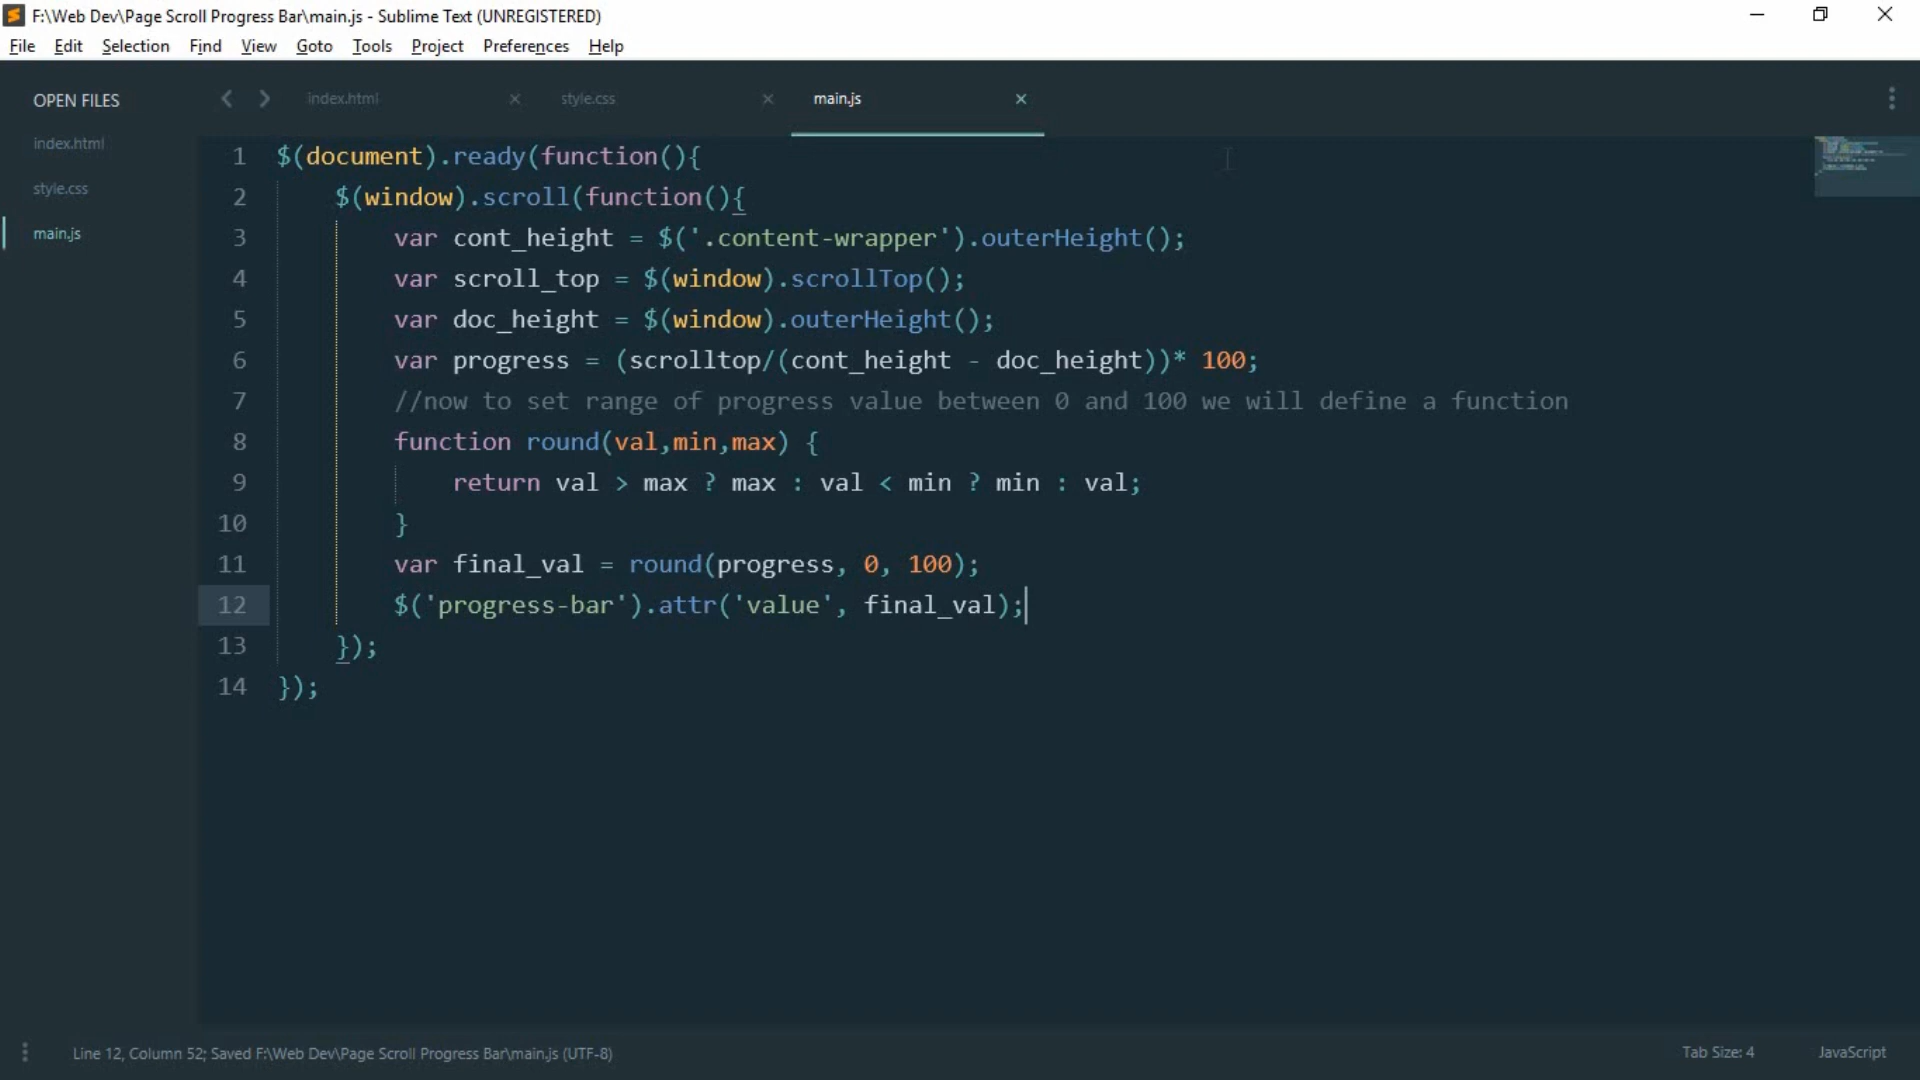 F:\Web Dev\Page Scroll Progress Bar\main.js - Sublime Text (UNREGISTERED)
File Edit Selection Find View Goto Tools Project Preferences Help
OPEN FILES
index.html
style.css
main.js
index.html
style.css
main.js
1 $(document).ready(function(){
2 $(window).scroll(function(){
3 var cont_height = $('.content-wrapper').outerHeight();
4 var scroll_top = $(window).scrollTop();
5 var doc_height = $(window).outerHeight();
6 var progress = (scrolltop/(cont_height - doc_height))* 100;
7 //now to set range of progress value between 0 and 100 we will define a function
8 function round(val,min,max) {
9 return val > max ? max : val < min ? min : val;
10 }
11 var final_val = round(progress, 0, 100);
12 $('progress-bar').attr('value', final_val);
13 });
14 });
Line 12, Column 52; Saved F:\Web Dev\Page Scroll Progress Bar\main.js (UTF-8)
Tab Size: 4
JavaScript